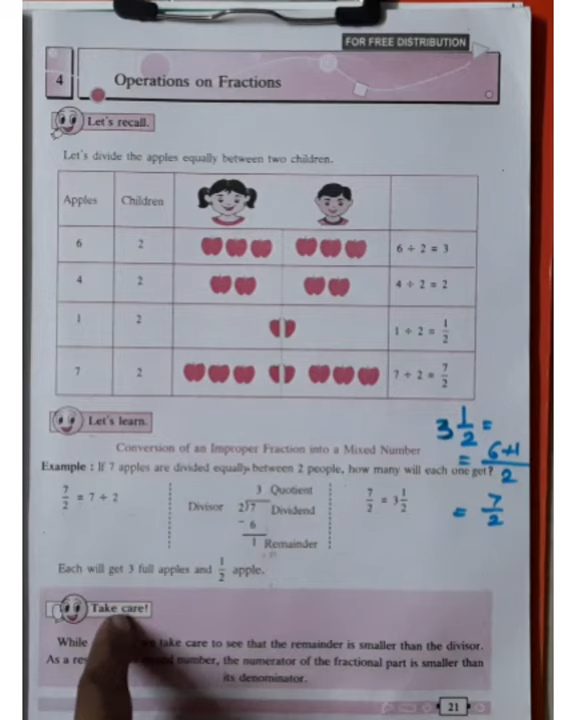 FOR FREE DISTRIBUTION
4 Operations on Fractions
Let's recall.
Let's divide the apples equally between two children.
Apples Children
6 2 6 ÷ 2 = 3
4 2 4 ÷ 2 = 2
1 2 1 ÷ 2 = 1/2
7 2 7 ÷ 2 = 7/2
Let's learn.
Conversion of an Improper Fraction into a Mixed Number
Example : If 7 apples are divided equally between 2 people, how many will each one get?
7/2 = 7 ÷ 2
3 Quotient
Divisor 2)7 Dividend
- 6
1 Remainder
7/2 = 3 1/2
3 1/2 =
= 6+1/2
= 7/2
Each will get 3 full apples and 1/2 apple.
Take care!
While take care to see that the remainder is smaller than the divisor.
As a number, the numerator of the fractional part is smaller than
its denominator.
21